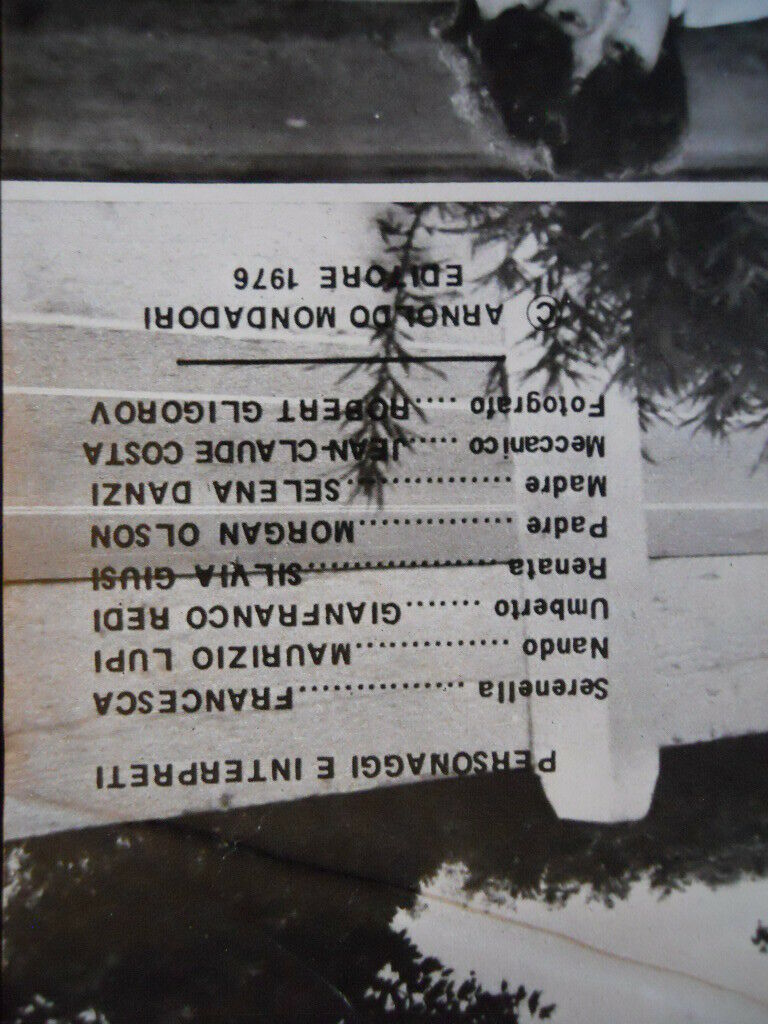 PERSONAGGI E INTERPRETI
Serenella ................FRANCESCA
Nando ...............MAURIZIO LUPI
Umberto .......GIANFRANCO REDI
Renata .....................SILVIA GIUSI
Padre ................MORGAN OLSON
Madre .................SELENA DANZI
Meccanico ......JEAN-CLAUDE COSTA
Fotografo .....ROBERT GLIGOROV
© ARNOLDO MONDADORI
EDITORE 1976